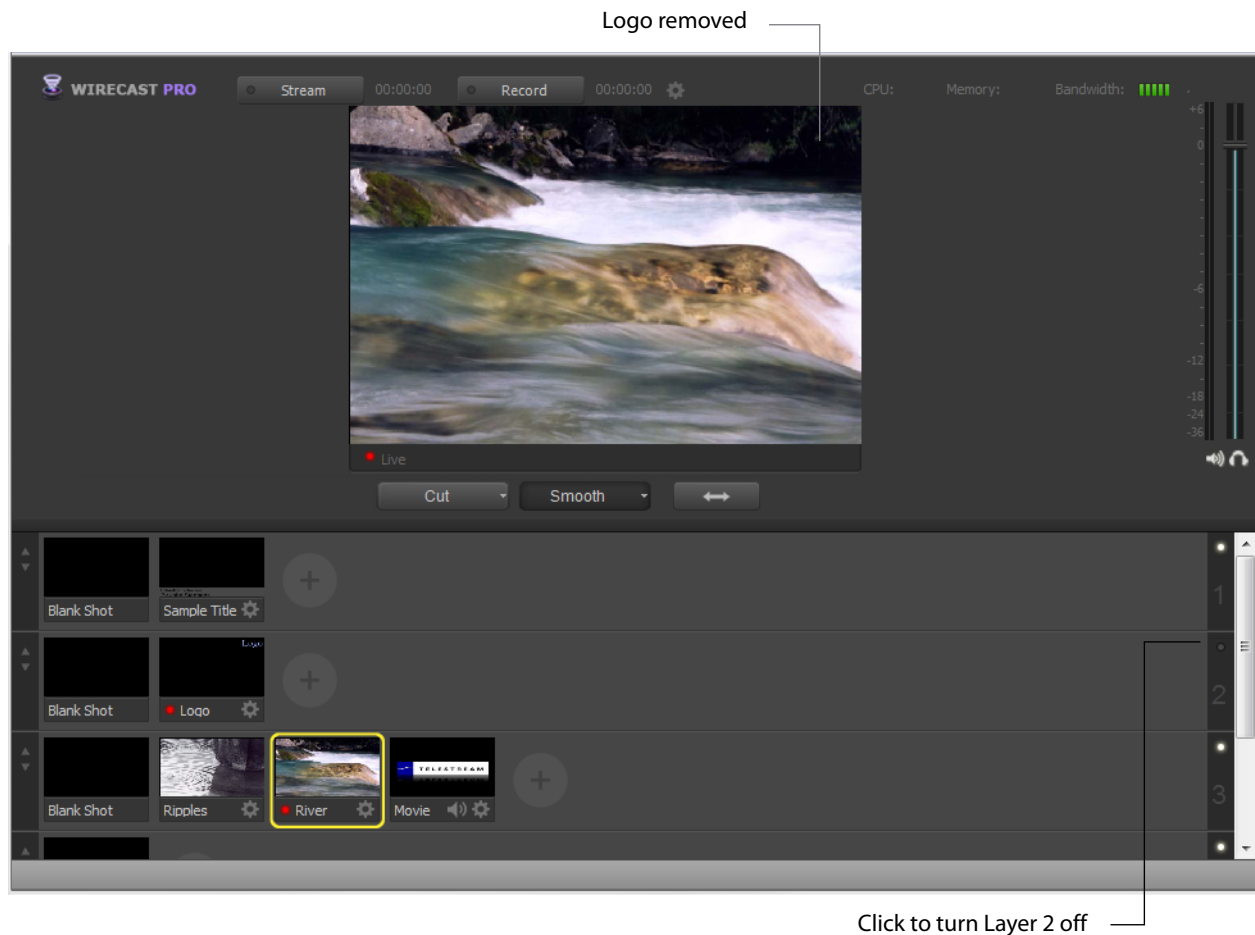 Logo removed
WIRECAST PRO
Stream
00:00:00
Record
00:00:00
CPU:
Memory:
Bandwidth:
+6
0
-6
-12
-18
-24
-36
Live
Cut
Smooth
Blank Shot
Sample Title
1
Logo
Blank Shot
Logo
2
TELESTREAM
Blank Shot
Ripples
River
Movie
3
Click to turn Layer 2 off